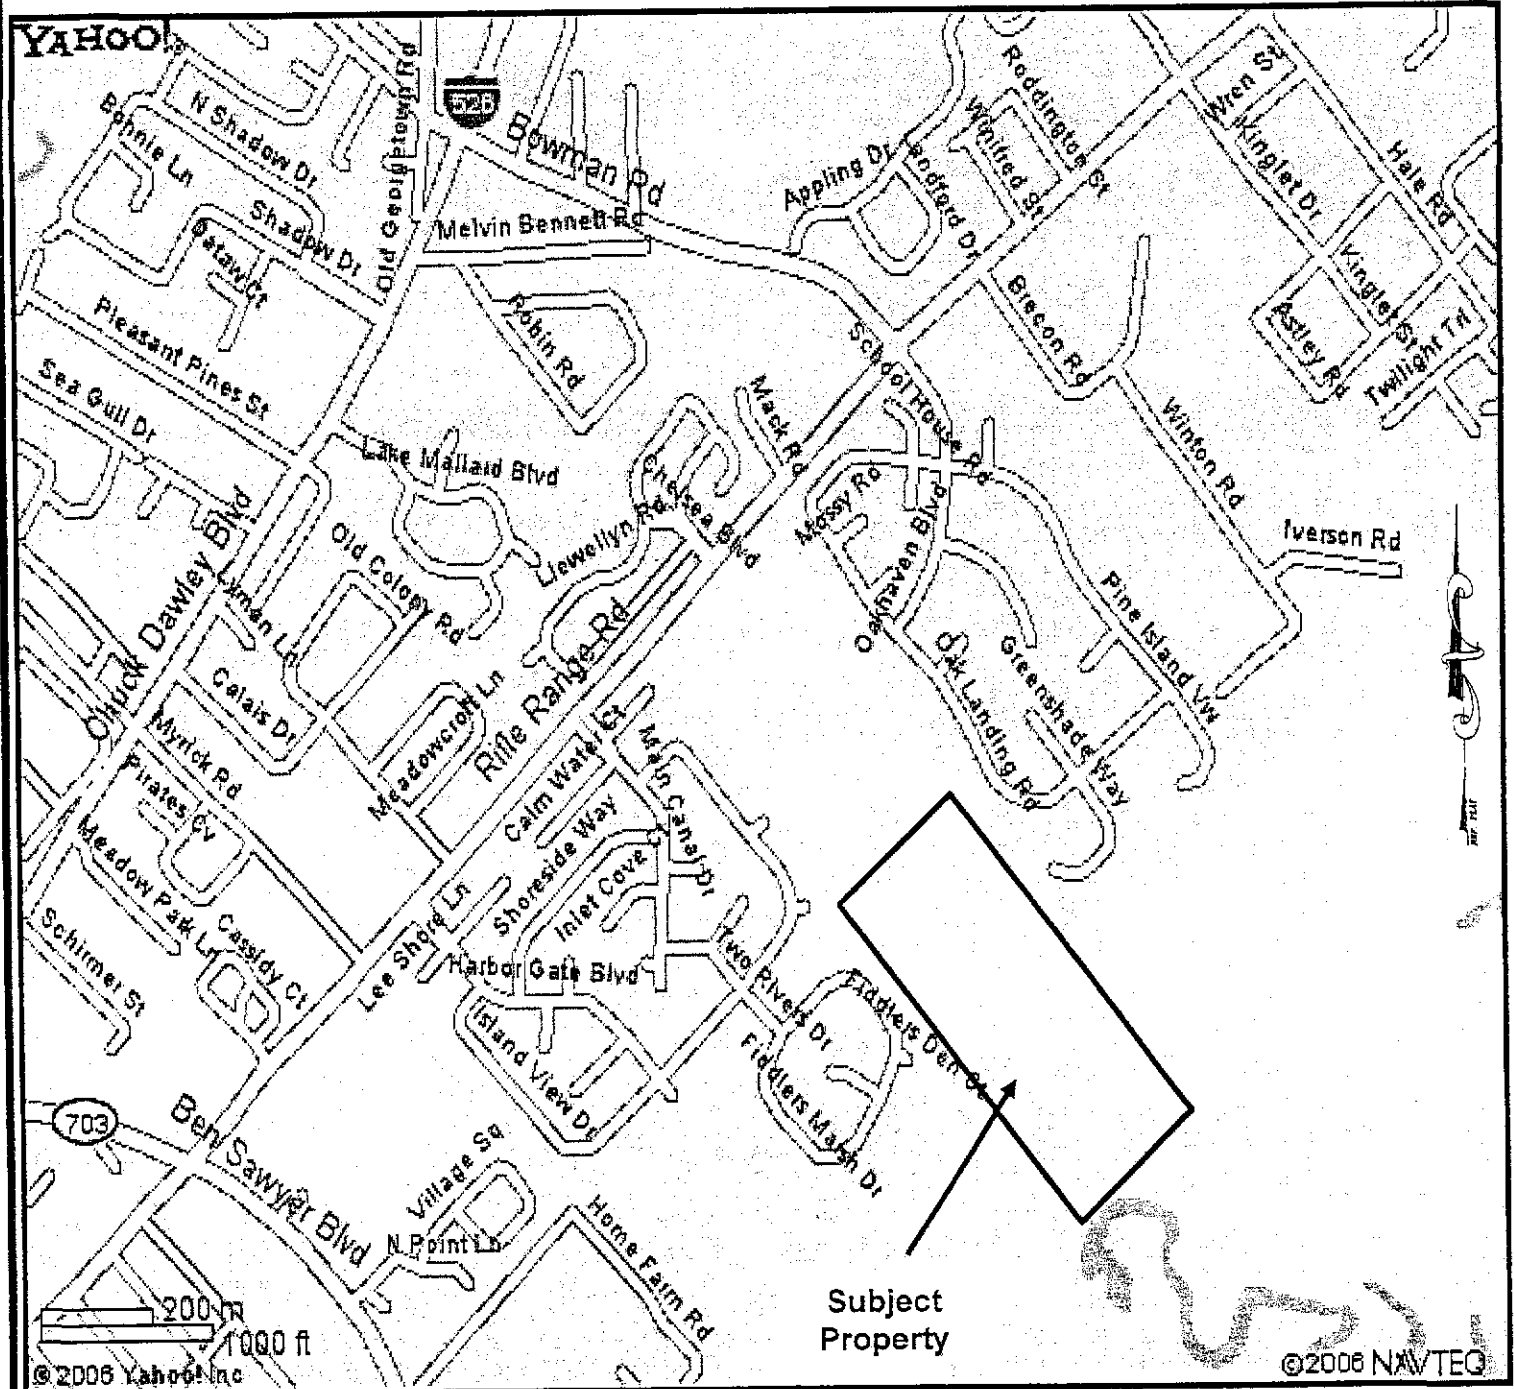 YAHOO!
526
Bowman Rd
N Shadow Dr
Bonnie Ln
Old Georgetown Rd
Shadow Dr
Dataw Ct
Melvin Bennett Rd
Appling Dr
Roddington St
Winifred St
Wren St
Kinglet Dr
Hale Rd
Kinglet St
Astley Rd
Twilight Trl
Pleasant Pines St
Robin Rd
Brecon Rd
School House Rd
Sea Gull Dr
Mack Rd
Winton Rd
Lake Mallard Blvd
Chelsea Blvd
Mossy Rd
Iverson Rd
Llewellyn Rd
Old Colony Rd
Oakhaven Blvd
Chuck Dawley Blvd
Lyman Ln
Rifle Range Rd
Pine Island Vw
Oak Landing Rd
Greenshade Way
Calais Dr
Meadowcroft Ln
Myrick Rd
Pirates Cv
Calm Water Ct
Main Canal Dr
Shoreside Way
Inlet Cove Ct
Meadow Park Ln
Cassidy Ct
Schirmer St
Lee Shore Ln
Harbor Gate Blvd
Two Rivers Dr
Fiddlers Den Ct
Island View Dr
Fiddlers Marsh Dr
703
Ben Sawyer Blvd
Village Sq
N Point Ln
Home Farm Rd
Subject
Property
200 m
1000 ft
©2006 Yahoo! Inc
©2006 NAVTEQ